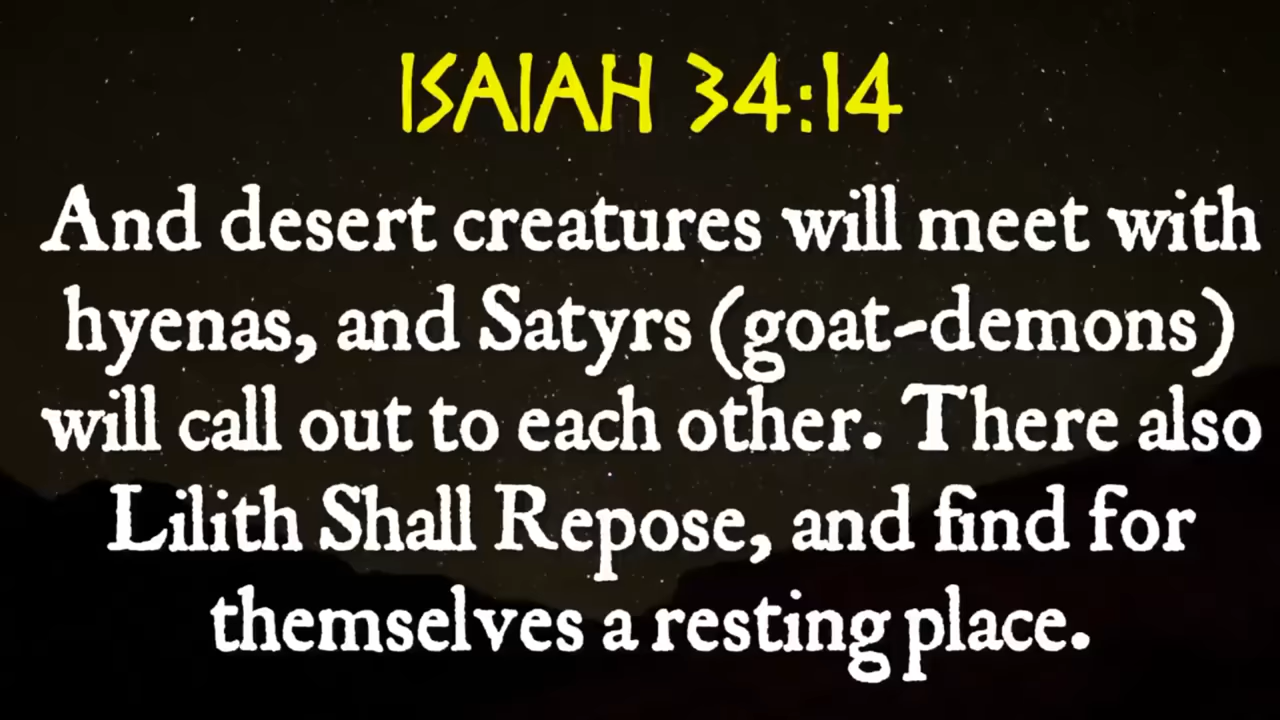 ISAIAH 34:14
And desert creatures will meet with
hyenas, and Satyrs (goat-demons)
will call out to each other. There also
Lilith Shall Repose, and find for
themselves a resting place.